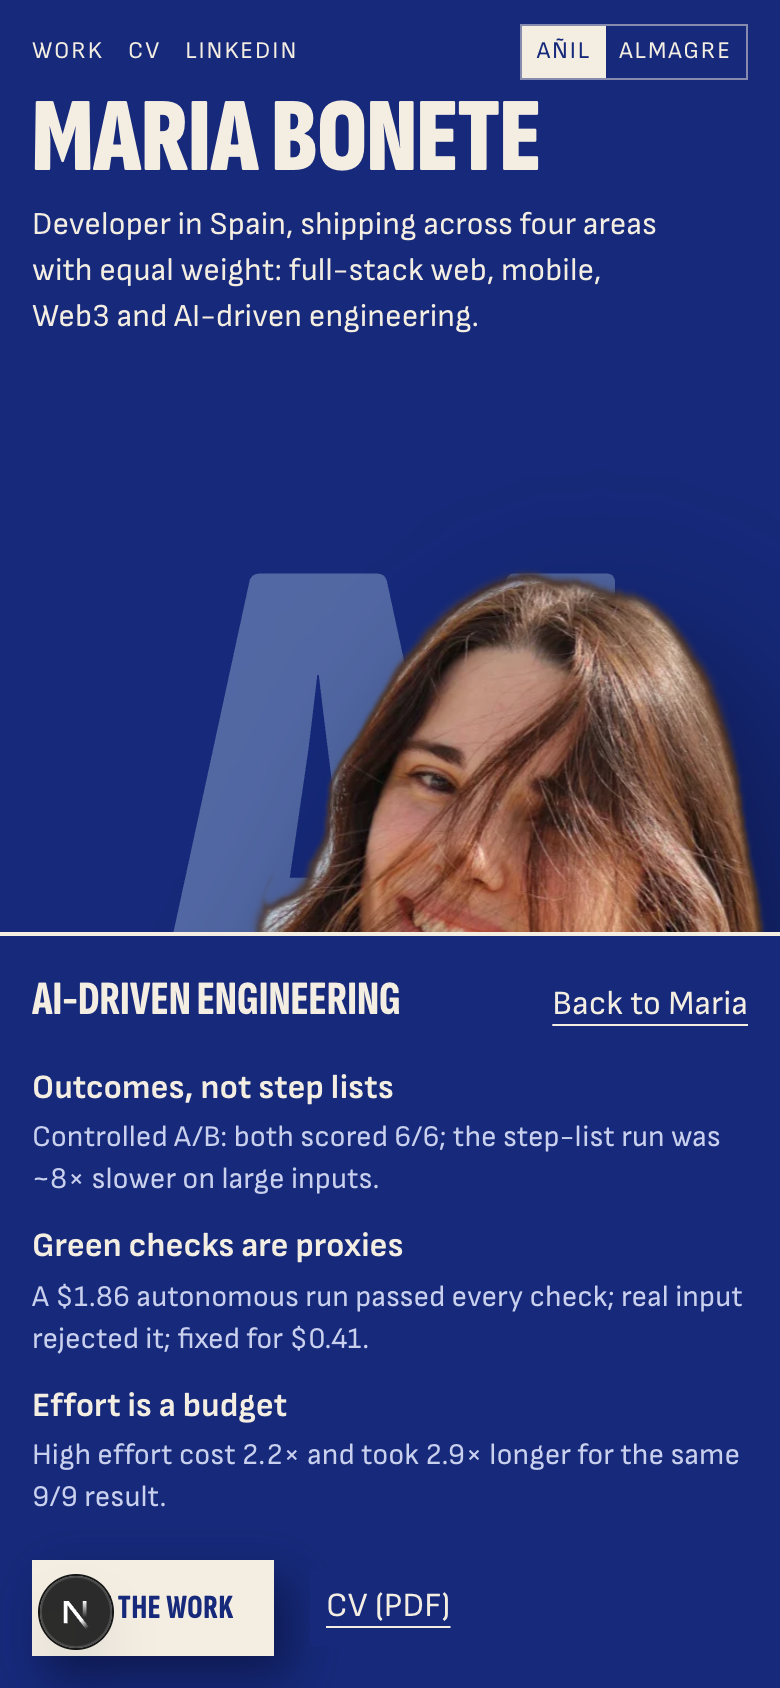 WORK CV LINKEDIN AÑIL ALMAGRE
MARIA BONETE
Developer in Spain, shipping across four areas
with equal weight: full-stack web, mobile,
Web3 and AI-driven engineering.
AI-DRIVEN ENGINEERING Back to Maria
Outcomes, not step lists
Controlled A/B: both scored 6/6; the step-list run was
~8× slower on large inputs.
Green checks are proxies
A $1.86 autonomous run passed every check; real input
rejected it; fixed for $0.41.
Effort is a budget
High effort cost 2.2× and took 2.9× longer for the same
9/9 result.
N THE WORK CV (PDF)